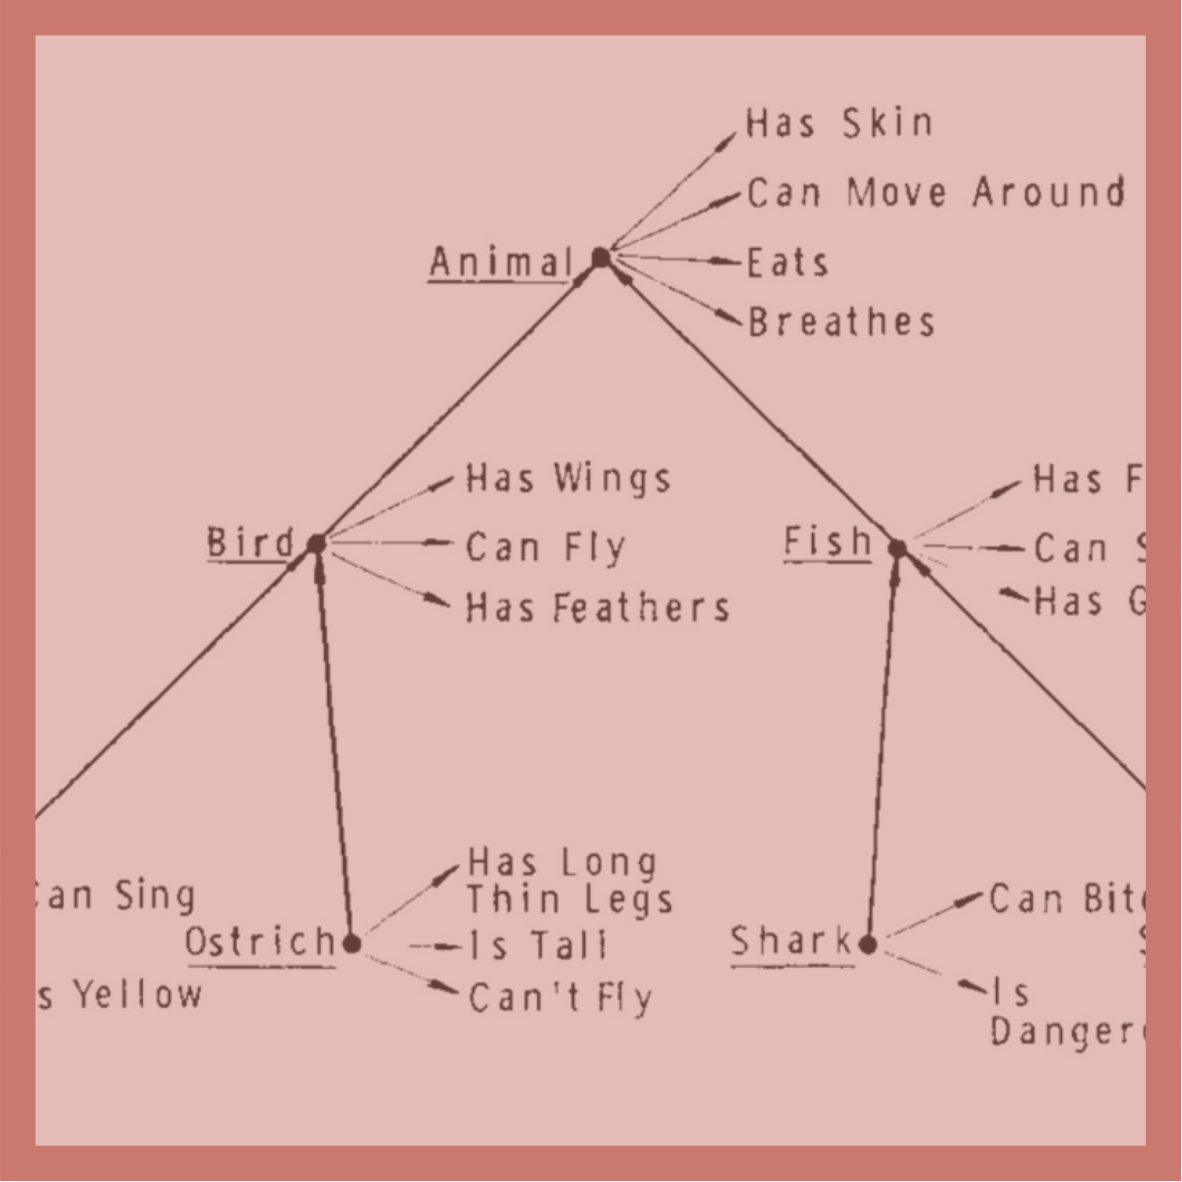 Has Skin
Can Move Around
Animal
Eats
Breathes
Has Wings
Has F
Bird
Can Fly
Fish
Can S
Has Feathers
Has G
Has Long
Thin Legs
Can Bite
an Sing
Ostrich
Is Tall
Shark
s Yellow
Can't Fly
Is
Danger